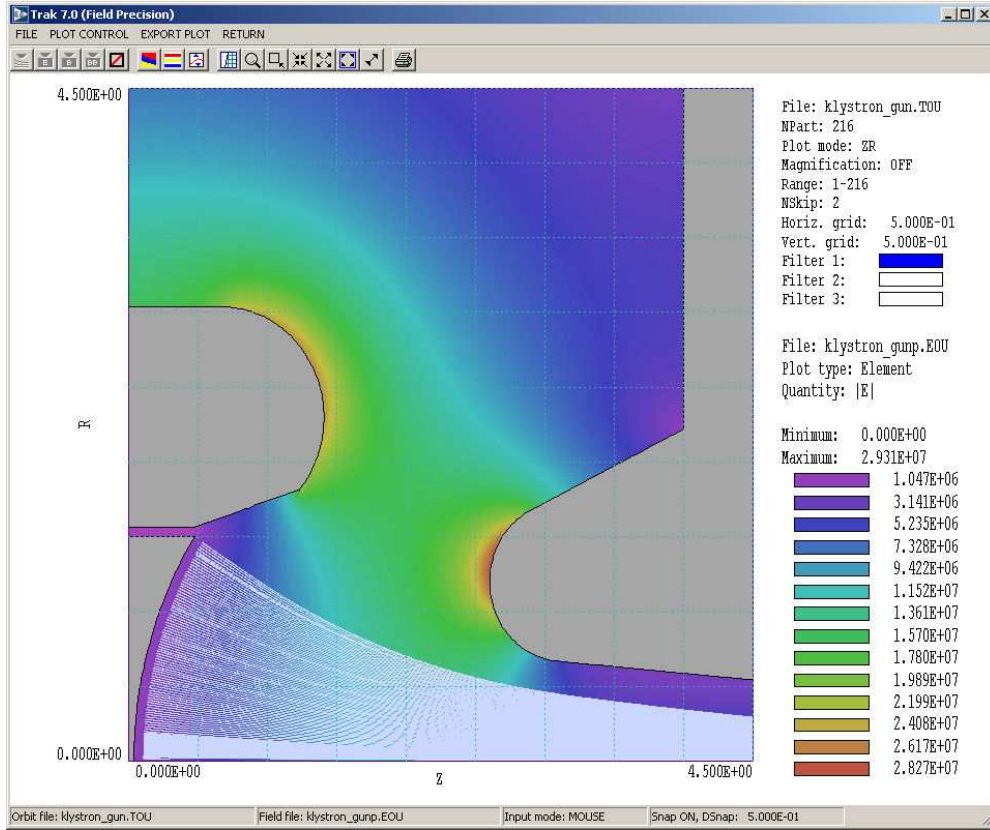 Trak 7.0 (Field Precision)
FILE PLOT CONTROL EXPORT PLOT RETURN
4.500E+00
R
0.000E+00
0.000E+00
Z
4.500E+00
File: klystron_gun.TOU
NPart: 216
Plot mode: ZR
Magnification: OFF
Range: 1-216
NSkip: 2
Horiz. grid: 5.000E-01
Vert. grid: 5.000E-01
Filter 1:
Filter 2:
Filter 3:
File: klystron_gunp.EOU
Plot type: Element
Quantity: |E|
Minimum: 0.000E+00
Maximum: 2.931E+07
1.047E+06
3.141E+06
5.235E+06
7.328E+06
9.422E+06
1.152E+07
1.361E+07
1.570E+07
1.780E+07
1.989E+07
2.199E+07
2.408E+07
2.617E+07
2.827E+07
Orbit file: klystron_gun.TOU Field file: klystron_gunp.EOU Input mode: MOUSE Snap ON, DSnap: 5.000E-01